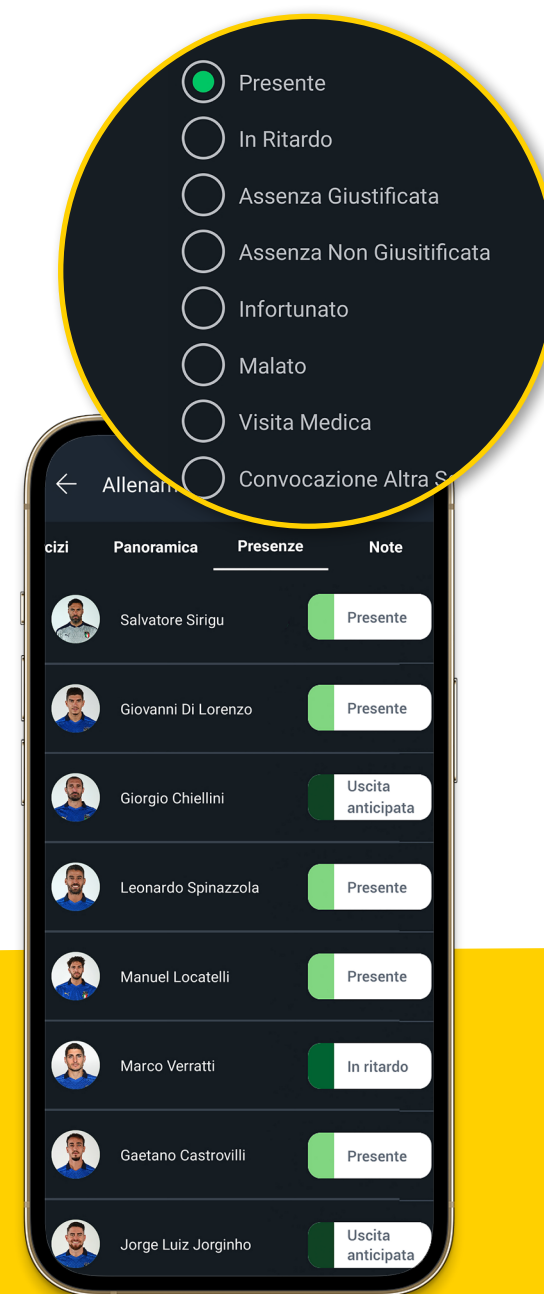 Presente
In Ritardo
Assenza Giustificata
Assenza Non Giusitificata
Infortunato
Malato
Visita Medica
Convocazione Altra
cizi Panoramica Presenze Note
Salvatore Sirigu Presente
Giovanni Di Lorenzo Presente
Giorgio Chiellini Uscita
anticipata
Leonardo Spinazzola Presente
Manuel Locatelli Presente
Marco Verratti In ritardo
Gaetano Castrovilli Presente
Jorge Luiz Jorginho Uscita
anticipata